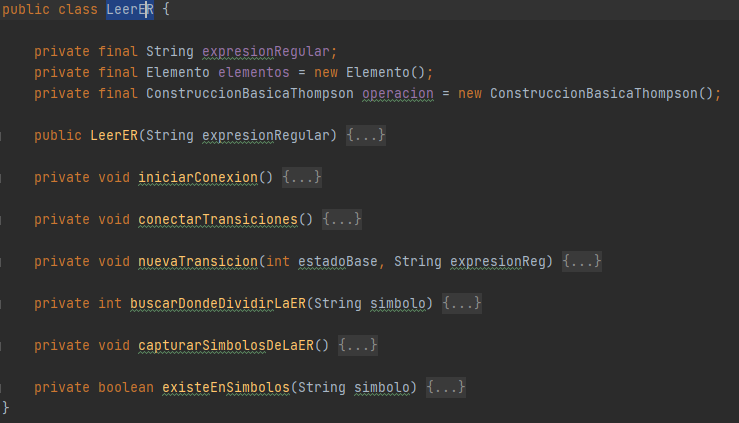 public class LeerER {
private final String expresionRegular;
private final Elemento elementos = new Elemento();
private final ConstruccionBasicaThompson operacion = new ConstruccionBasicaThompson();
public LeerER(String expresionRegular) {...}
private void iniciarConexion() {...}
private void conectarTransiciones() {...}
private void nuevaTransicion(int estadoBase, String expresionReg) {...}
private int buscarDondeDividirLaER(String simbolo) {...}
private void capturarSimbolosDeLaER() {...}
private boolean existeEnSimbolos(String simbolo) {...}
}